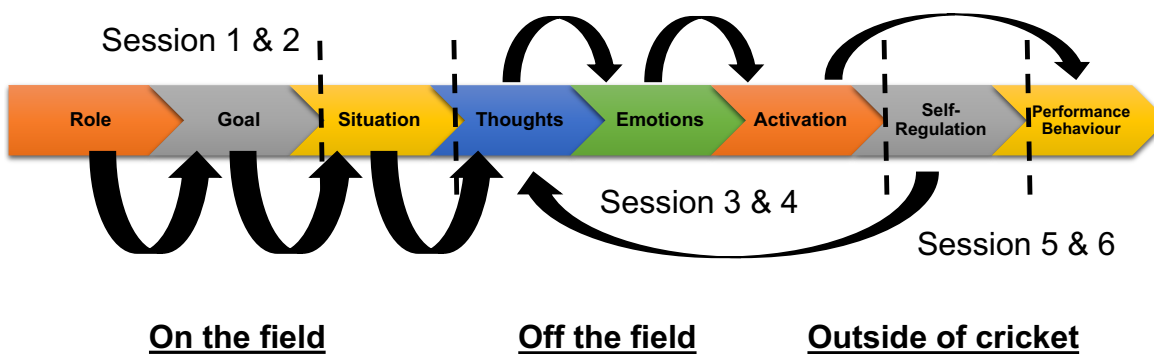 Session 1 & 2
Role
Goal
Situation
Thoughts
Emotions
Activation
Self-
Regulation
Performance
Behaviour
Session 3 & 4
Session 5 & 6
On the field
Off the field
Outside of cricket